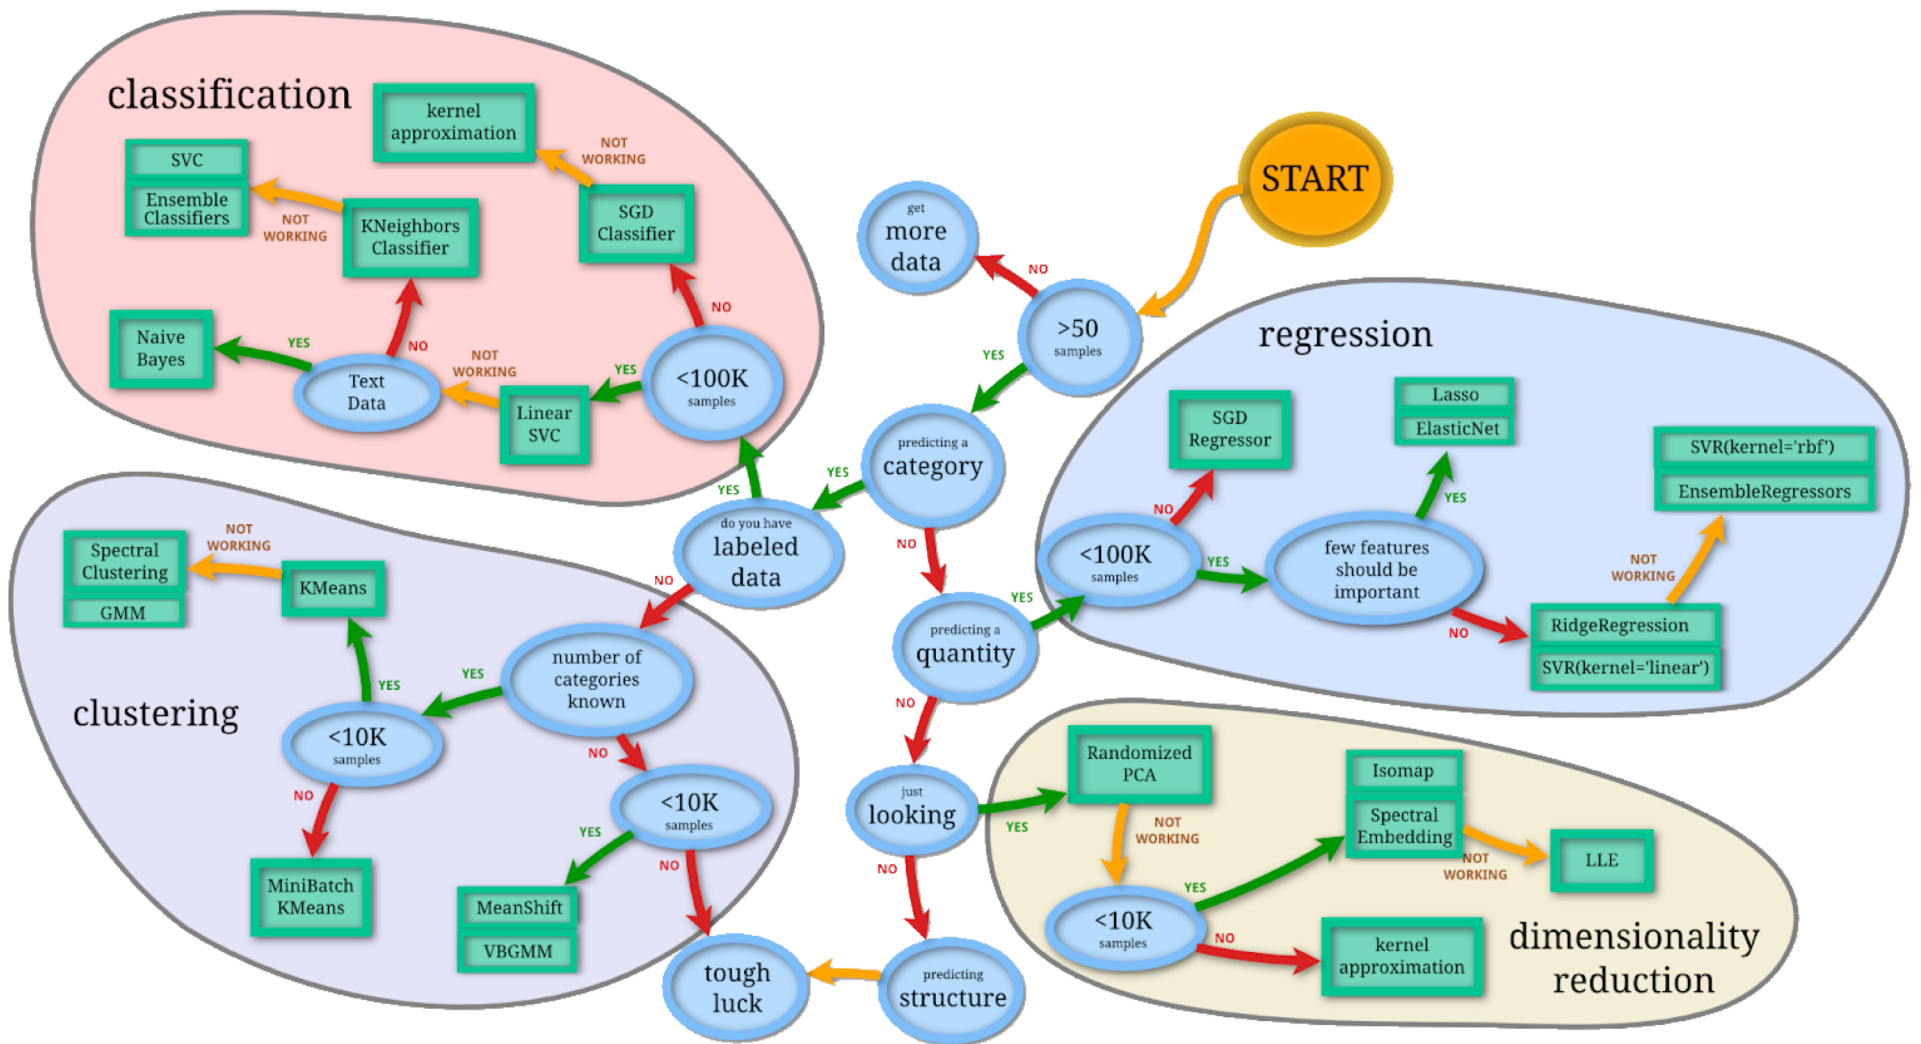 classification
kernel
approximation
NOT
WORKING
SVC
Ensemble
Classifiers
NOT
WORKING
KNeighbors
Classifier
SGD
Classifier
NO
Naive
Bayes
YES
NO
Text
Data
NOT
WORKING
Linear
SVC
YES
<100K
samples
YES
START
get
more
data
NO
>50
samples
YES
predicting a
category
YES
NO
do you have
labeled
data
NO
regression
SGD
Regressor
NO
Lasso
ElasticNet
YES
SVR(kernel='rbf')
EnsembleRegressors
<100K
samples
YES
few features
should be
important
NO
NOT
WORKING
RidgeRegression
SVR(kernel='linear')
YES
predicting a
quantity
NO
clustering
Spectral
Clustering
GMM
NOT
WORKING
KMeans
YES
number of
categories
known
YES
NO
<10K
samples
NO
MiniBatch
KMeans
<10K
samples
YES
NO
MeanShift
VBGMM
just
looking
YES
NO
tough
luck
predicting
structure
Randomized
PCA
NOT
WORKING
<10K
samples
YES
NO
Isomap
Spectral
Embedding
NOT
WORKING
LLE
kernel
approximation
dimensionality
reduction